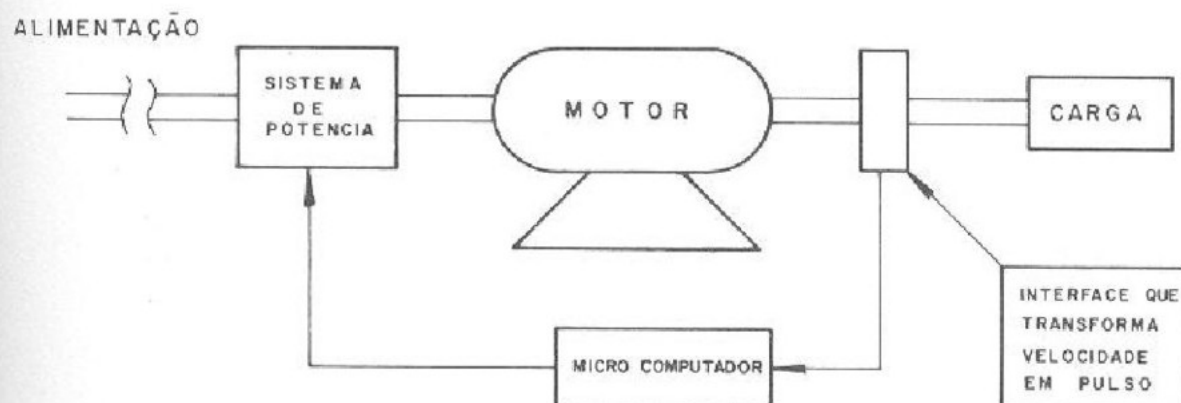 ALIMENTAÇÃO
SISTEMA
DE
POTENCIA
MOTOR
CARGA
MICRO COMPUTADOR
INTERFACE QUE
TRANSFORMA
VELOCIDADE
EM PULSO